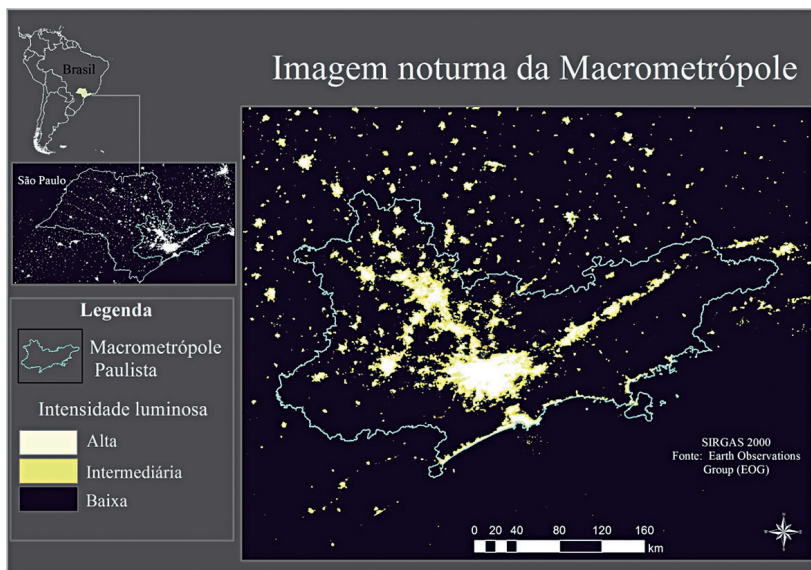 Brasil
Imagem noturna da Macrometrópole
São Paulo
Legenda
Macrometrópole
Paulista
Intensidade luminosa
Alta
Intermediária
Baixa
SIRGAS 2000
Fonte: Earth Observations
Group (EOG)
0 20 40 80 120 160
km